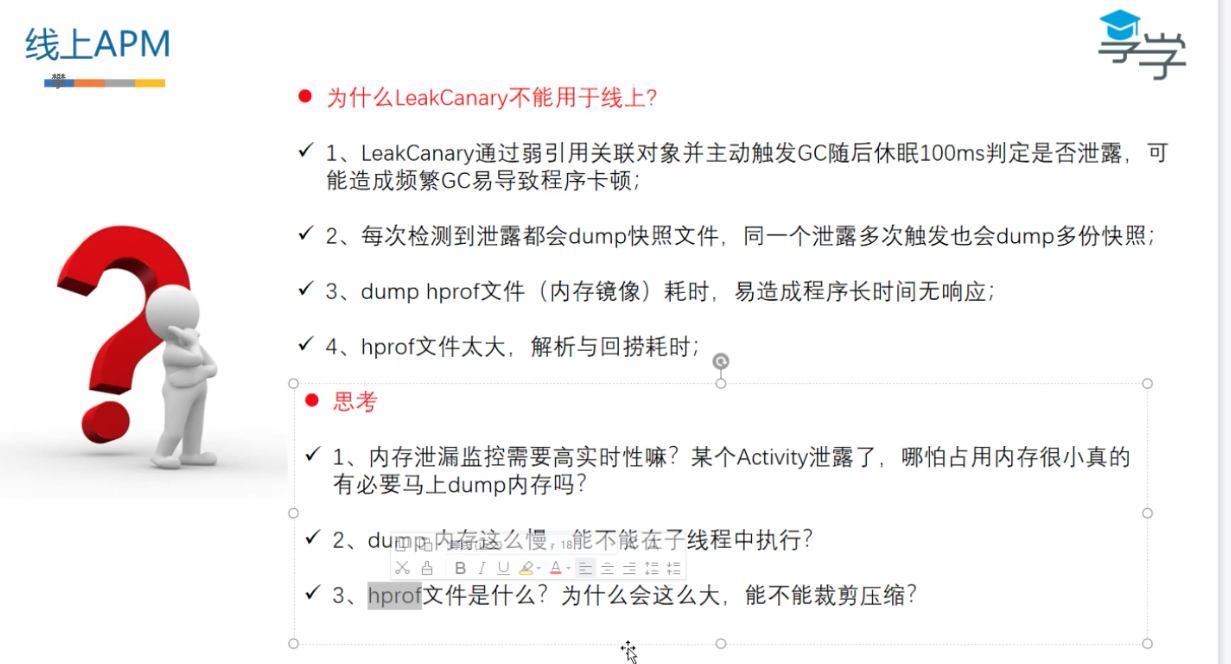 线上APM
享学
为什么LeakCanary不能用于线上?
1、LeakCanary通过弱引用关联对象并主动触发GC随后休眠100ms判定是否泄露，可
能造成频繁GC易导致程序卡顿；
2、每次检测到泄露都会dump快照文件，同一个泄露多次触发也会dump多份快照；
3、dump hprof文件（内存镜像）耗时，易造成程序长时间无响应；
4、hprof文件太大，解析与回捞耗时；
思考
1、内存泄漏监控需要高实时性嘛？某个Activity泄露了，哪怕占用内存很小真的
有必要马上dump内存吗？
2、dump 内存这么慢，能不能在子线程中执行？
18
B I U A
3、hprof文件是什么？为什么会这么大，能不能裁剪压缩？